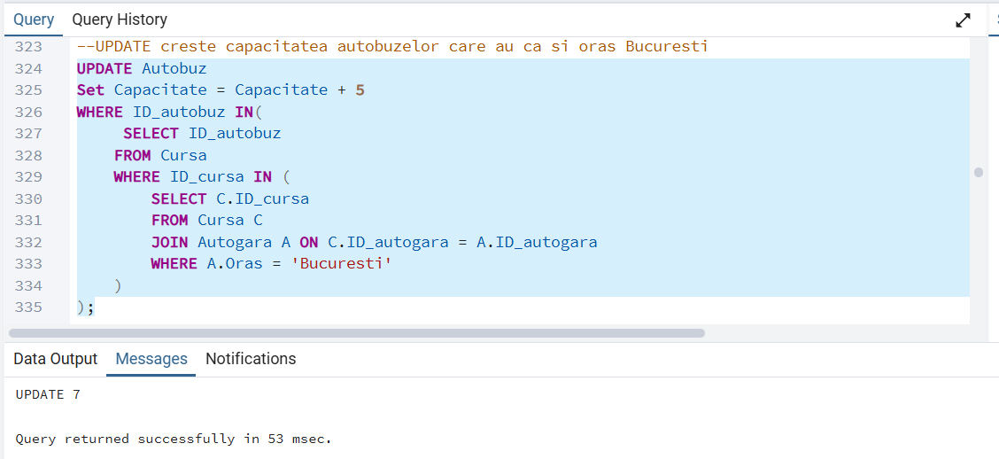 Query Query History
323 --UPDATE creste capacitatea autobuzelor care au ca si oras Bucuresti
324 UPDATE Autobuz
325 Set Capacitate = Capacitate + 5
326 WHERE ID_autobuz IN(
327 SELECT ID_autobuz
328 FROM Cursa
329 WHERE ID_cursa IN (
330 SELECT C.ID_cursa
331 FROM Cursa C
332 JOIN Autogara A ON C.ID_autogara = A.ID_autogara
333 WHERE A.Oras = 'Bucuresti'
334 )
335 );
Data Output Messages Notifications
UPDATE 7
Query returned successfully in 53 msec.